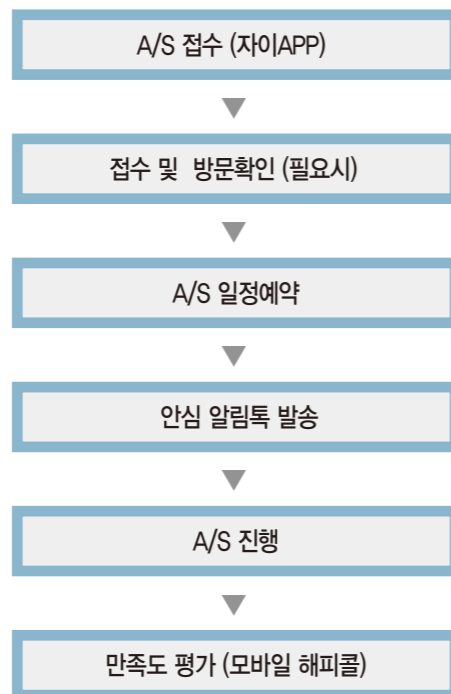 A/S 접수 (자이APP)
접수 및 방문확인 (필요시)
A/S 일정예약
안심 알림톡 발송
A/S 진행
만족도 평가 (모바일 해피콜)